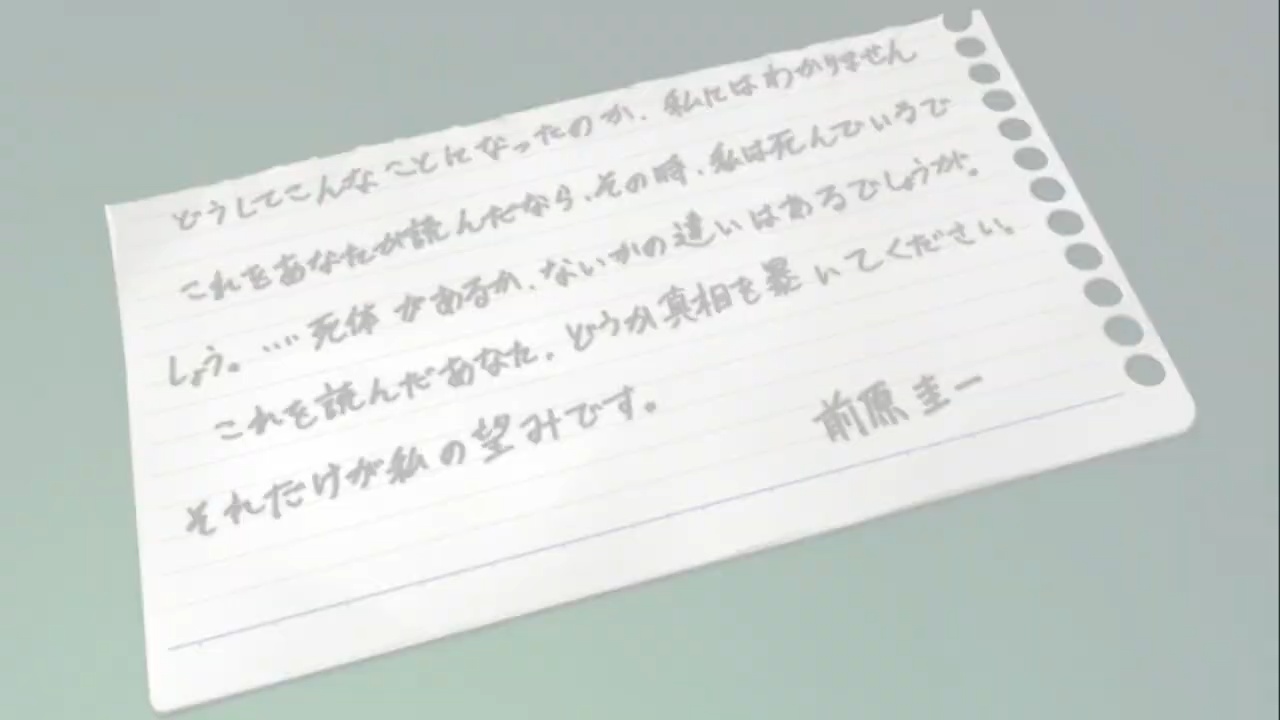 どうしてこんなことになったのか、私にはわかりません
これをあなたが読んだなら、その時、私は死んでいるで
しょう。…死体があるか、ないかの違いはあるでしょうが。
これを読んだあなた。どうか真相を暴いてください。
それだけが私の望みです。
前原圭一